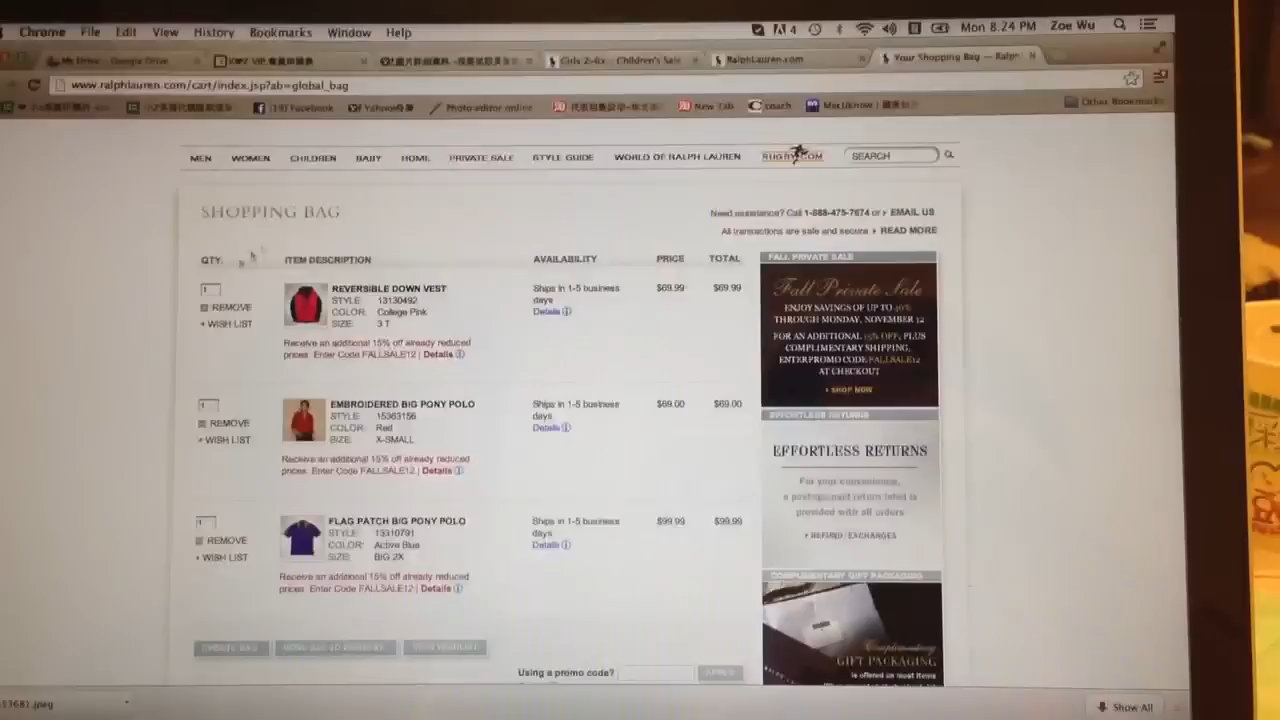 Chrome File Edit View History Bookmarks Window Help
4 Mon 8:24 PM Zoe Wu
My Drive - Google Drive
Girls 2-6x - Children's Sale
RalphLauren.com
Your Shopping Bag — Ralph
www.ralphlauren.com/cart/index.jsp?ab=global_bag
(39) Facebook
Photo editor online
New Tab
coach
Other Bookmarks
MEN WOMEN CHILDREN BABY HOME PRIVATE SALE STYLE GUIDE WORLD OF RALPH LAUREN RUGBY.COM SEARCH
SHOPPING BAG
Need assistance? Call 1-888-475-7674 or › EMAIL US
All transactions are safe and secure › READ MORE
QTY: ITEM DESCRIPTION AVAILABILITY PRICE TOTAL
1
REMOVE
+ WISH LIST
REVERSIBLE DOWN VEST
STYLE: 13130492
COLOR: College Pink
SIZE: 3 T
Ships in 1-5 business
days
Details
$69.99 $69.99
Receive an additional 15% off already reduced
prices. Enter Code FALLSALE12 | Details
1
REMOVE
+ WISH LIST
EMBROIDERED BIG PONY POLO
STYLE: 15363156
COLOR: Red
SIZE: X-SMALL
Ships in 1-5 business
days
Details
$69.00 $69.00
Receive an additional 15% off already reduced
prices. Enter Code FALLSALE12 | Details
1
REMOVE
+ WISH LIST
FLAG PATCH BIG PONY POLO
STYLE: 13310791
COLOR: Active Blue
SIZE: BIG 2X
Ships in 1-5 business
days
Details
$99.99 $99.99
Receive an additional 15% off already reduced
prices. Enter Code FALLSALE12 | Details
UPDATE BAG
Using a promo code? APPLY
FALL PRIVATE SALE
Fall Private Sale
ENJOY SAVINGS OF UP TO 40%
THROUGH MONDAY, NOVEMBER 12
FOR AN ADDITIONAL 15% OFF, PLUS
COMPLIMENTARY SHIPPING,
ENTER PROMO CODE FALLSALE12
AT CHECKOUT
› SHOP NOW
EFFORTLESS RETURNS
EFFORTLESS RETURNS
For your convenience,
a postage-paid return label is
provided with all orders
› REFUND/EXCHANGES
COMPLIMENTARY GIFT PACKAGING
Complimentary
GIFT PACKAGING
is offered on most items
Show All